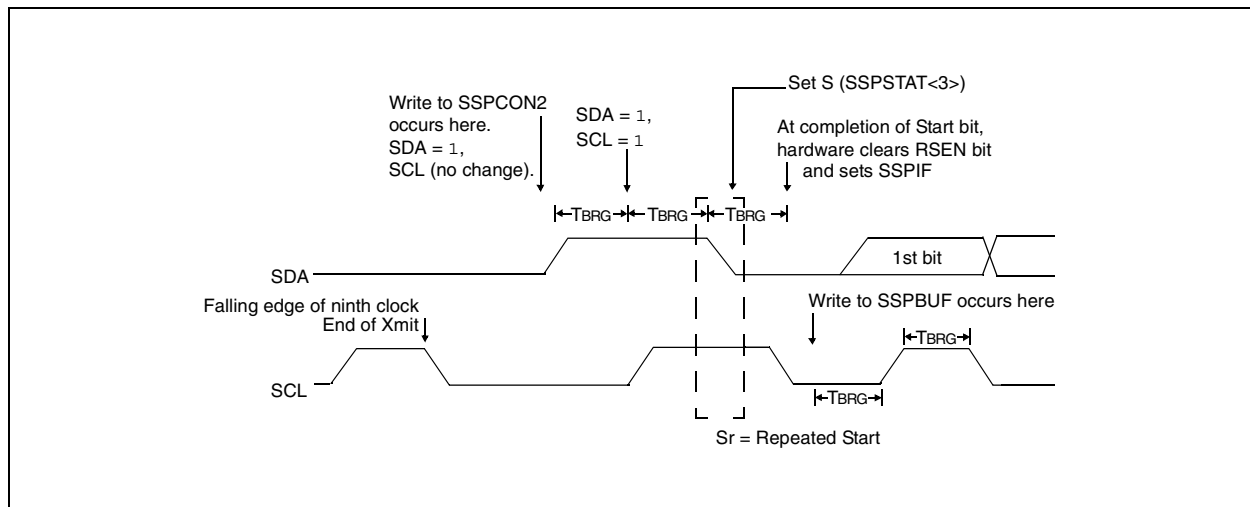 Set S (SSPSTAT<3>)
Write to SSPCON2
occurs here.
SDA = 1,
SCL (no change).
SDA = 1,
SCL = 1
At completion of Start bit,
hardware clears RSEN bit
and sets SSPIF
TBRG
TBRG
TBRG
SDA
1st bit
Write to SSPBUF occurs here
Falling edge of ninth clock
End of Xmit
TBRG
SCL
TBRG
Sr = Repeated Start